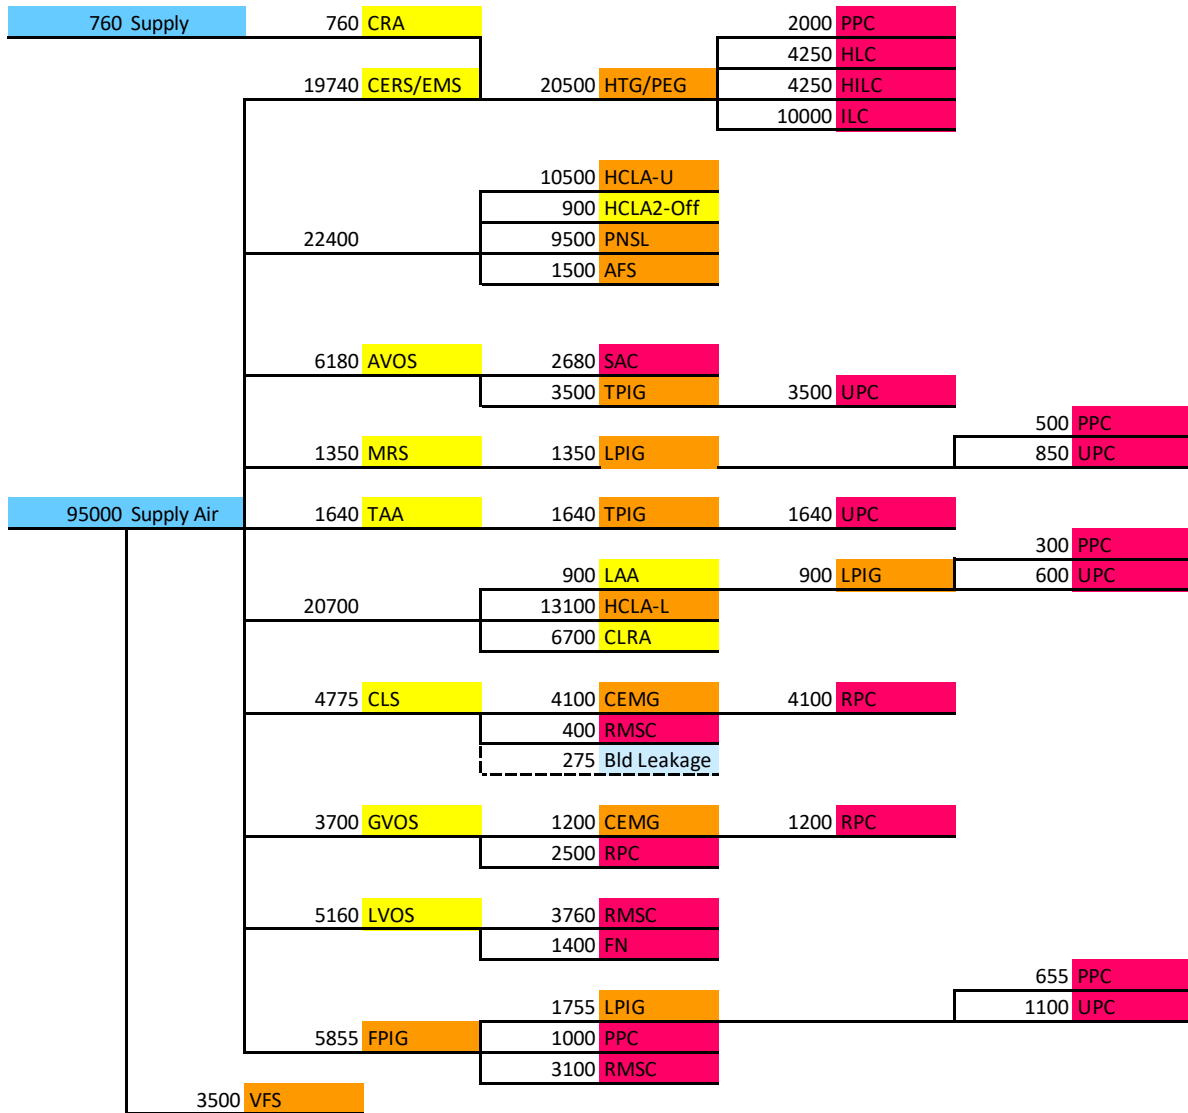 760 Supply 760 CRA 2000 PPC
4250 HLC
19740 CERS/EMS 20500 HTG/PEG 4250 HILC
10000 ILC
10500 HCLA-U
900 HCLA2-Off
22400 9500 PNSL
1500 AFS
6180 AVOS 2680 SAC
3500 TPIG 3500 UPC
500 PPC
1350 MRS 1350 LPIG 850 UPC
95000 Supply Air 1640 TAA 1640 TPIG 1640 UPC
300 PPC
900 LAA 900 LPIG 600 UPC
20700 13100 HCLA-L
6700 CLRA
4775 CLS 4100 CEMG 4100 RPC
400 RMSC
275 Bld Leakage
3700 GVOS 1200 CEMG 1200 RPC
2500 RPC
5160 LVOS 3760 RMSC
1400 FN
655 PPC
1755 LPIG 1100 UPC
5855 FPIG 1000 PPC
3100 RMSC
3500 VFS